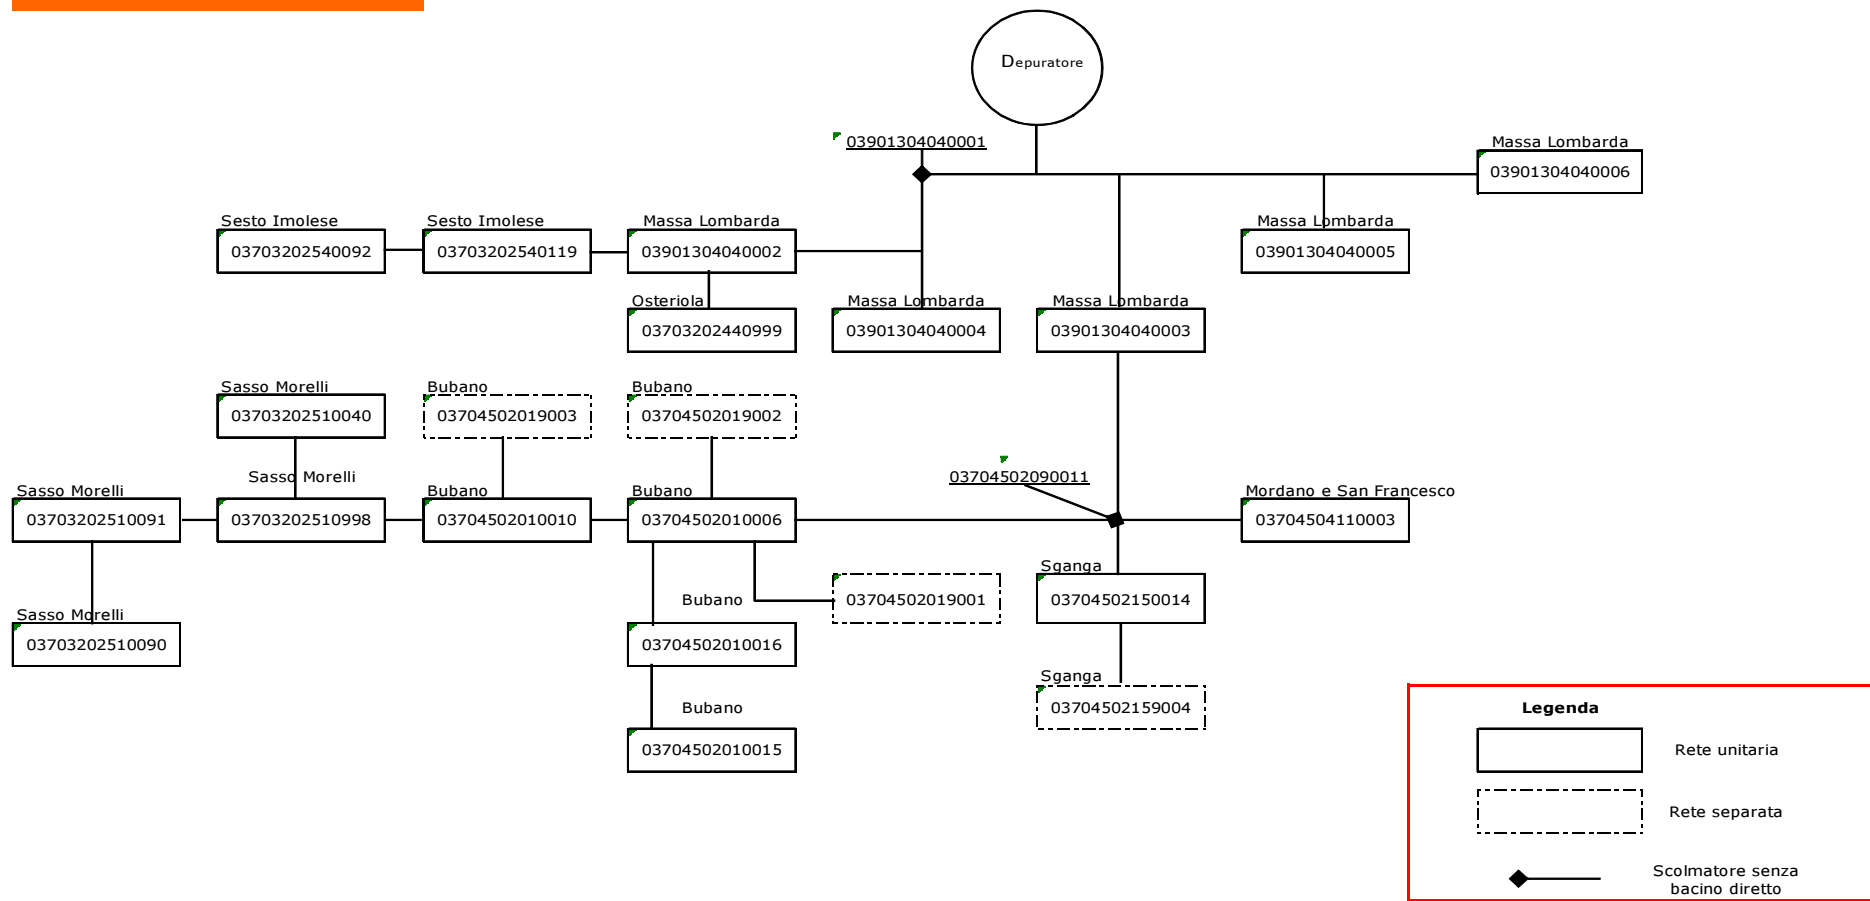 Depuratore
03901304040001
Massa Lombarda
03901304040006
Sesto Imolese
03703202540092
Sesto Imolese
03703202540119
Massa Lombarda
03901304040002
Massa Lombarda
03901304040005
Osteriola
03703202440999
Massa Lombarda
03901304040004
Massa Lombarda
03901304040003
Sasso Morelli
03703202510040
Bubano
03704502019003
Bubano
03704502019002
Sasso Morelli
03703202510091
Sasso Morelli
03703202510998
Bubano
03704502010010
Bubano
03704502010006
03704502090011
Mordano e San Francesco
03704504110003
Sasso Morelli
03703202510090
Bubano
03704502019001
03704502010016
Sganga
03704502150014
Bubano
03704502010015
Sganga
03704502159004
Legenda
Rete unitaria
Rete separata
Scolmatore senza
bacino diretto